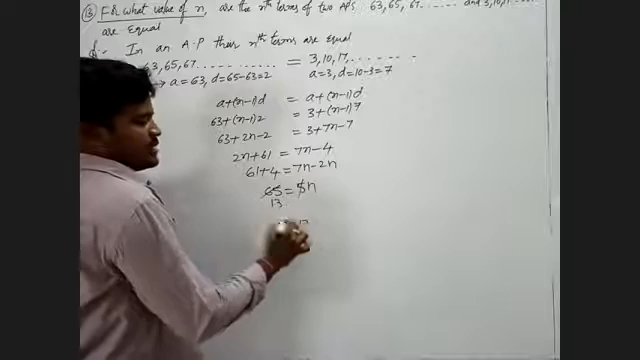 (13) For what value of n, are the nth terms of two APS 63, 65, 67...... and 3,10,17......
are Equal
In an A.P their nth terms are equal
63,65,67.............. = 3,10,17,..........
→ a=63, d=65-63=2 a=3, d=10-3=7
a+(n-1)d = a+(n-1)d
63+(n-1)2 = 3+(n-1)7
63+2n-2 = 3+7n-7
2n+61 = 7n-4
61+4 = 7n-2n
65 = 5n
13